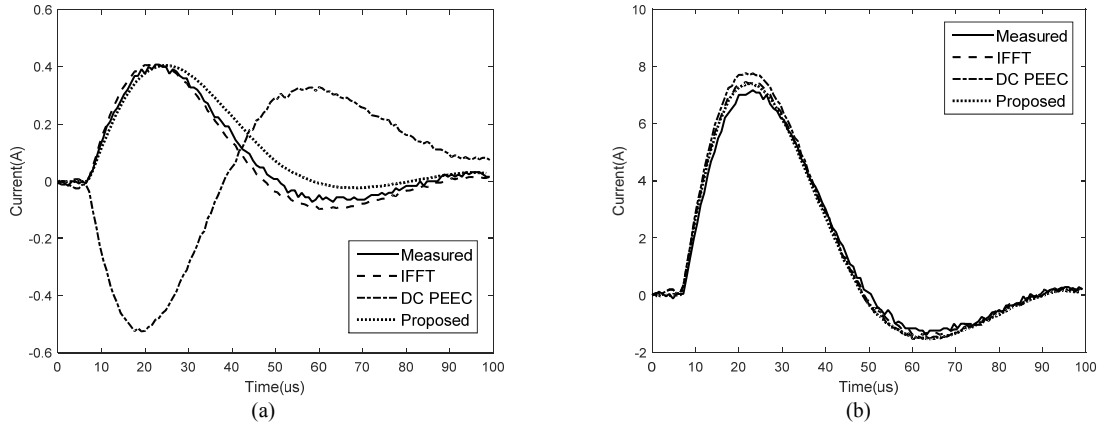 0.6
0.4
0.2
0
-0.2
-0.4
-0.6
Current(A)
0 10 20 30 40 50 60 70 80 90 100
Time(us)
Measured
IFFT
DC PEEC
Proposed
(a)
10
8
6
4
2
0
-2
Current(A)
0 10 20 30 40 50 60 70 80 90 100
Time(us)
Measured
IFFT
DC PEEC
Proposed
(b)